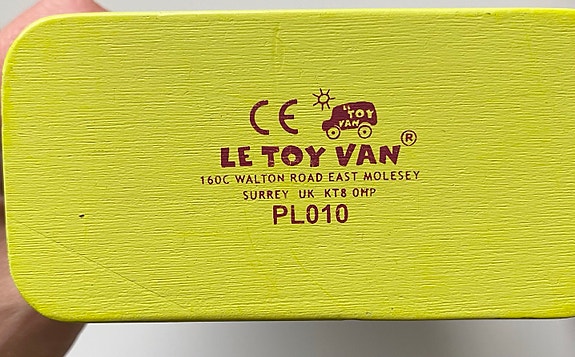 CE
LE TOY
VAN
LE TOY VAN®
160C WALTON ROAD EAST MOLESEY
SURREY UK KT8 0HP
PL010